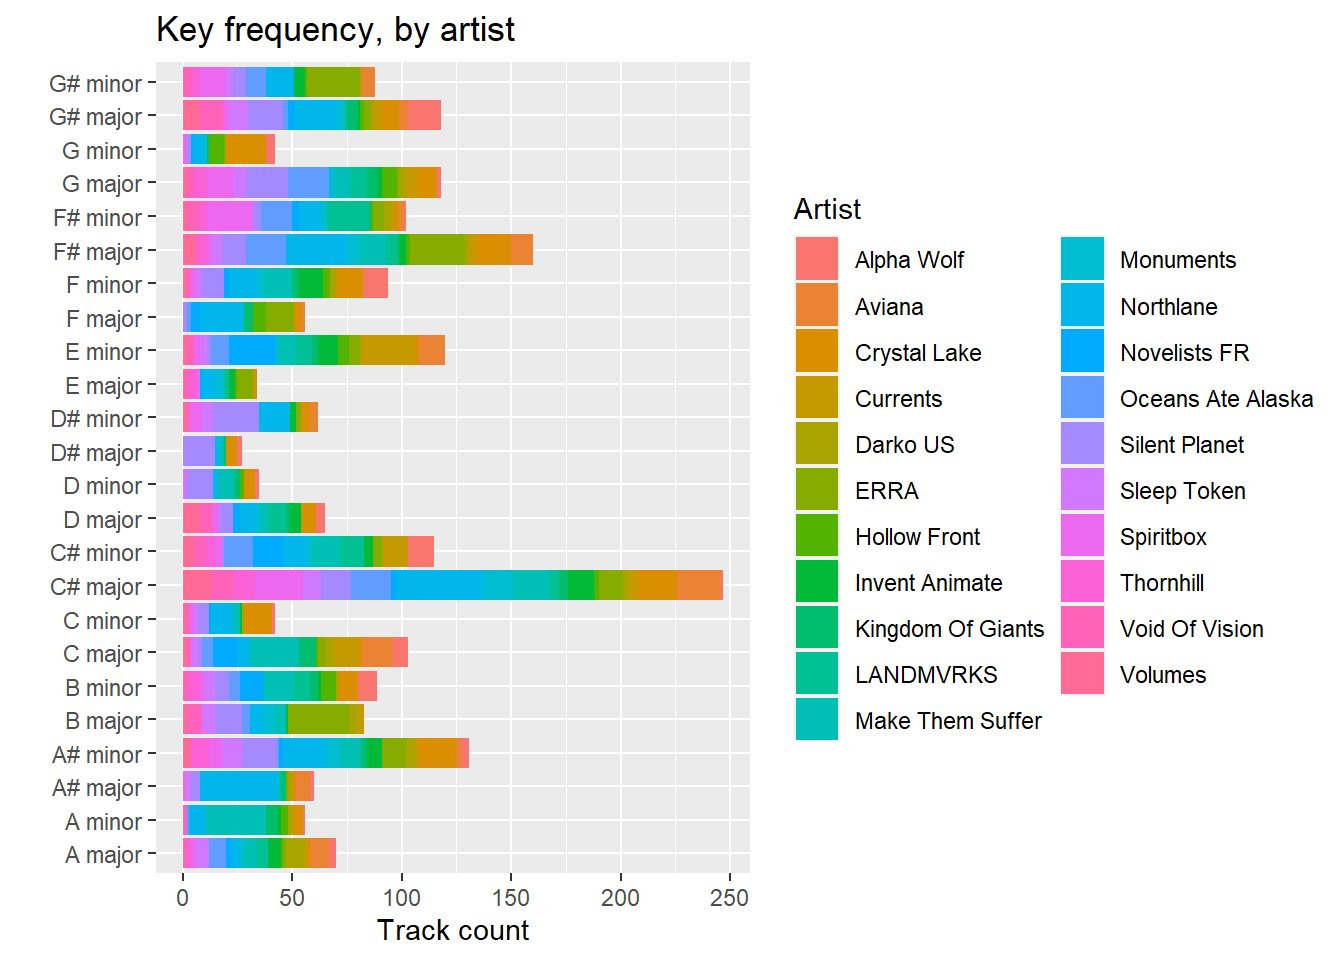 Key frequency, by artist
G# minor
G# major
G minor
G major
F# minor
F# major
F minor
F major
E minor
E major
D# minor
D# major
D minor
D major
C# minor
C# major
C minor
C major
B minor
B major
A# minor
A# major
A minor
A major
0 50 100 150 200 250
Track count
Artist
Alpha Wolf
Aviana
Crystal Lake
Currents
Darko US
ERRA
Hollow Front
Invent Animate
Kingdom Of Giants
LANDMVRKS
Make Them Suffer
Monuments
Northlane
Novelists FR
Oceans Ate Alaska
Silent Planet
Sleep Token
Spiritbox
Thornhill
Void Of Vision
Volumes